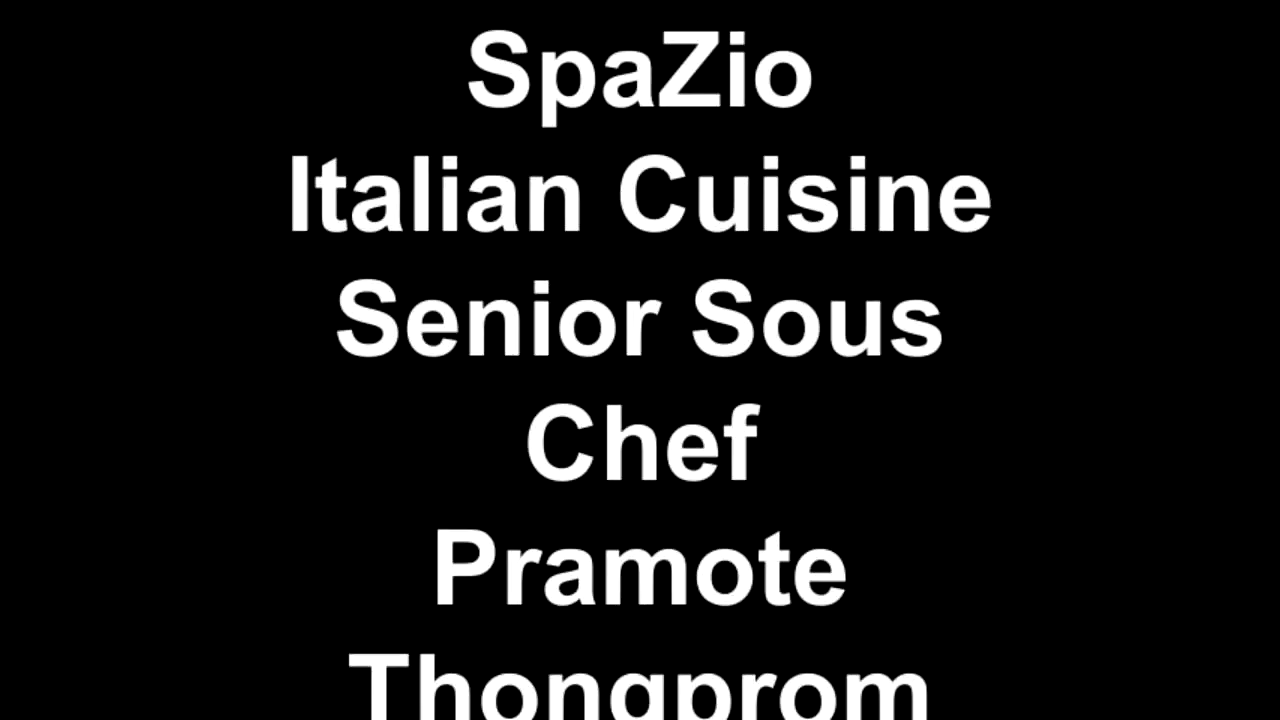 SpaZio
Italian Cuisine
Senior Sous
Chef
Pramote
Thongprom